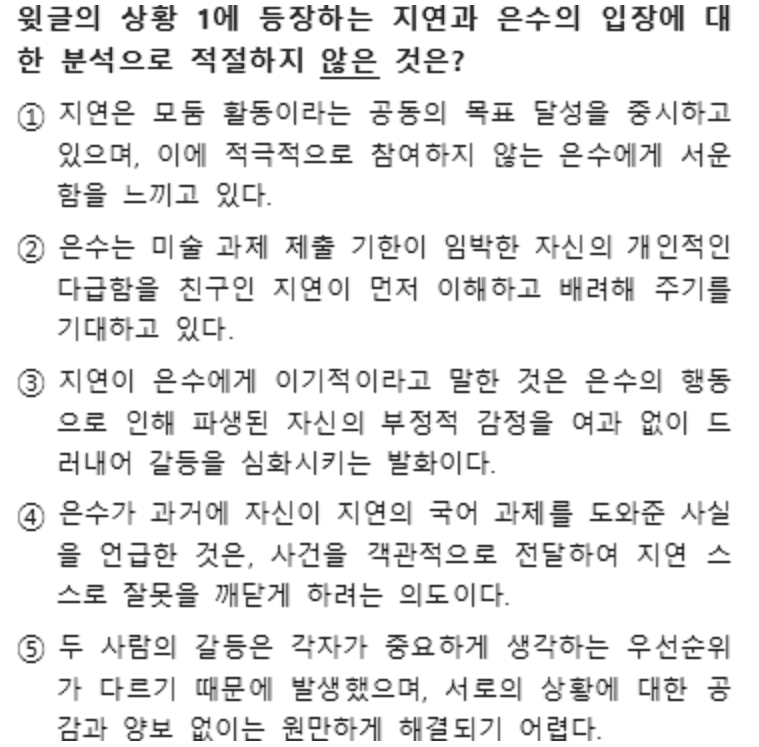 윗글의 상황 1에 등장하는 지연과 은수의 입장에 대
한 분석으로 적절하지 않은 것은?
① 지연은 모둠 활동이라는 공동의 목표 달성을 중시하고
있으며, 이에 적극적으로 참여하지 않는 은수에게 서운
함을 느끼고 있다.
② 은수는 미술 과제 제출 기한이 임박한 자신의 개인적인
다급함을 친구인 지연이 먼저 이해하고 배려해 주기를
기대하고 있다.
③ 지연이 은수에게 이기적이라고 말한 것은 은수의 행동
으로 인해 파생된 자신의 부정적 감정을 여과 없이 드
러내어 갈등을 심화시키는 발화이다.
④ 은수가 과거에 자신이 지연의 국어 과제를 도와준 사실
을 언급한 것은, 사건을 객관적으로 전달하여 지연 스
스로 잘못을 깨닫게 하려는 의도이다.
⑤ 두 사람의 갈등은 각자가 중요하게 생각하는 우선순위
가 다르기 때문에 발생했으며, 서로의 상황에 대한 공
감과 양보 없이는 원만하게 해결되기 어렵다.